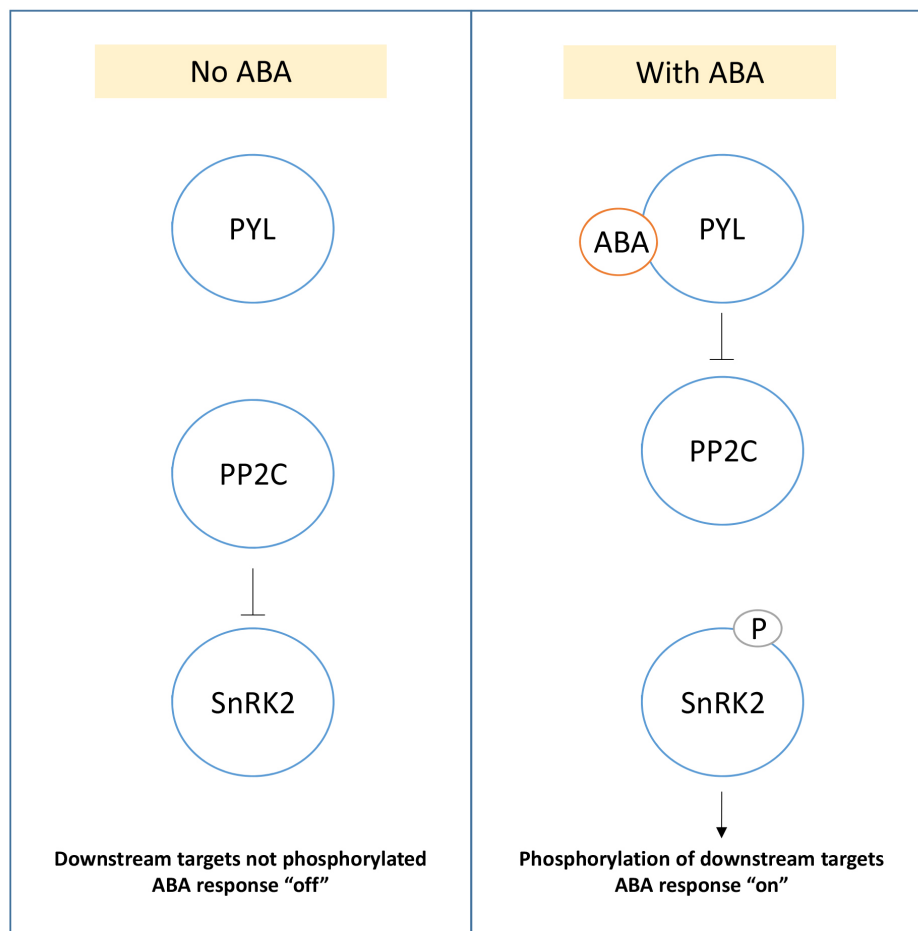 No ABA
PYL
PP2C
SnRK2
Downstream targets not phosphorylated
ABA response “off”
With ABA
ABA
PYL
PP2C
P
SnRK2
Phosphorylation of downstream targets
ABA response “on”